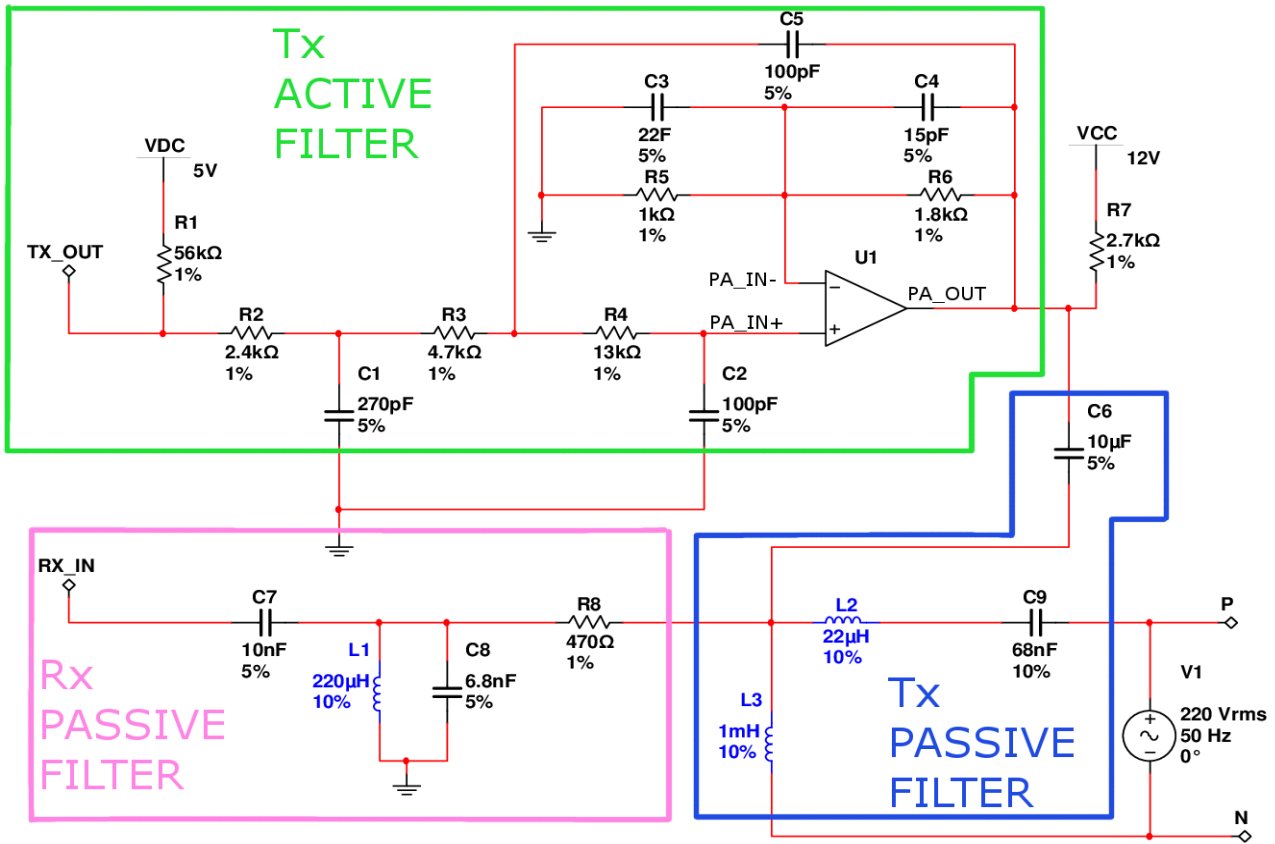 Tx
ACTIVE
FILTER
C5
100pF
5%
C3
22F
5%
C4
15pF
5%
R5
1kΩ
1%
R6
1.8kΩ
1%
VDC
5V
R1
56kΩ
1%
TX_OUT
VCC
12V
R7
2.7kΩ
1%
U1
PA_IN-
PA_OUT
PA_IN+
−
+
R2
2.4kΩ
1%
R3
4.7kΩ
1%
R4
13kΩ
1%
C1
270pF
5%
C2
100pF
5%
C6
10µF
5%
RX_IN
C7
10nF
5%
L1
220µH
10%
C8
6.8nF
5%
R8
470Ω
1%
Rx
PASSIVE
FILTER
L2
22µH
10%
C9
68nF
10%
L3
1mH
10%
Tx
PASSIVE
FILTER
P
V1
+
−
220 Vrms
50 Hz
0°
N